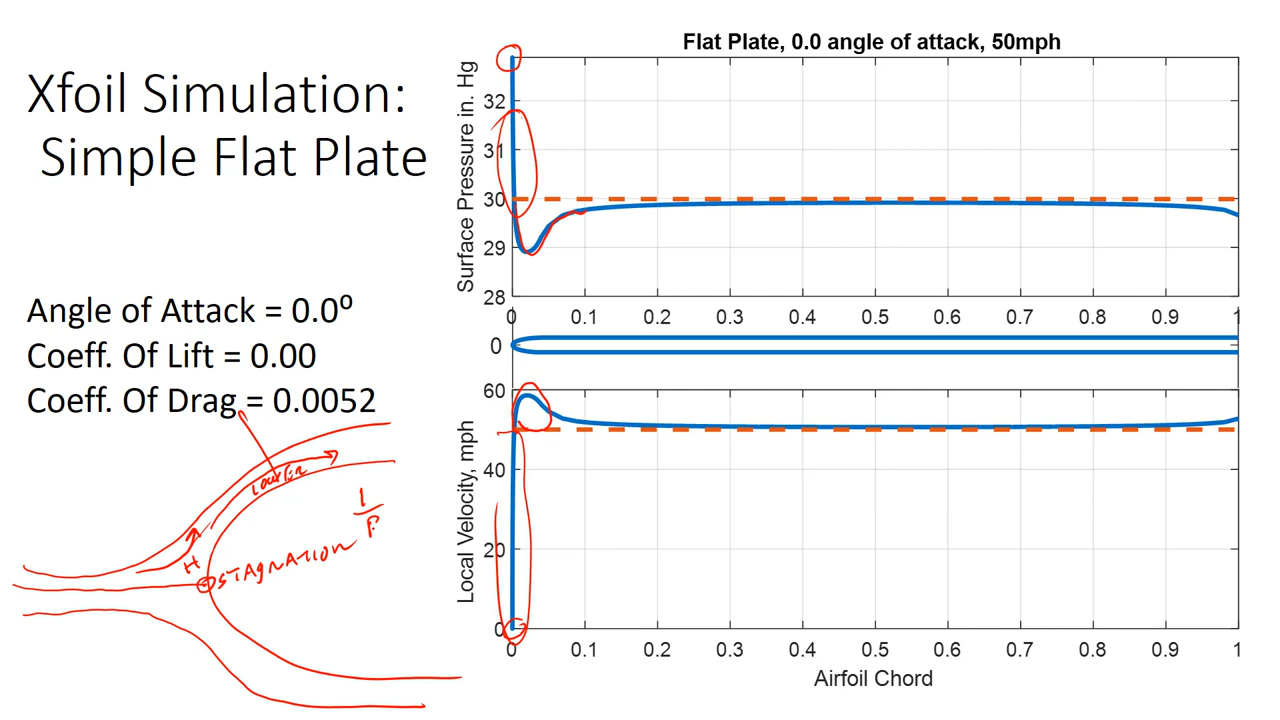 Xfoil Simulation:
Simple Flat Plate
Angle of Attack = 0.0º
Coeff. Of Lift = 0.00
Coeff. Of Drag = 0.0052
H
STAGNATION
Flat Plate, 0.0 angle of attack, 50mph
Surface Pressure in. Hg
32
31
30
29
28
0 0.1 0.2 0.3 0.4 0.5 0.6 0.7 0.8 0.9 1
0
Local Velocity, mph
60
40
20
0
0 0.1 0.2 0.3 0.4 0.5 0.6 0.7 0.8 0.9 1
Airfoil Chord